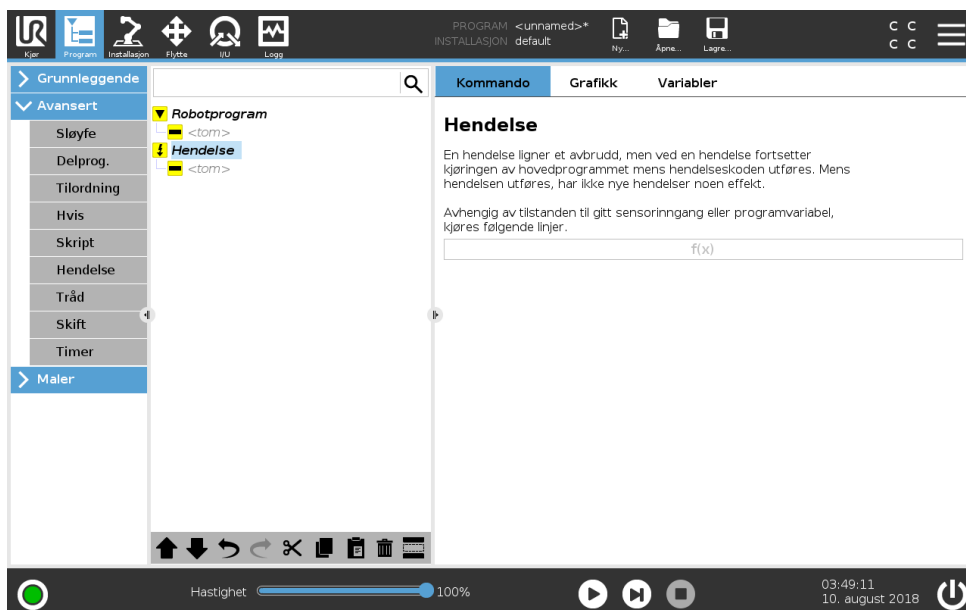 UR
Kjør
Program
Installasjon
Flytte
I/U
Logg
PROGRAM <unnamed>*
INSTALLASJON default
Ny...
Åpne...
Lagre...
C C
C C
Grunnleggende
Avansert
Sløyfe
Delprog.
Tilordning
Hvis
Skript
Hendelse
Tråd
Skift
Timer
Maler
Robotprogram
<tom>
Hendelse
<tom>
Kommando
Grafikk
Variabler
Hendelse
En hendelse ligner et avbrudd, men ved en hendelse fortsetter
kjøringen av hovedprogrammet mens hendelseskoden utføres. Mens
hendelsen utføres, har ikke nye hendelser noen effekt.
Avhengig av tilstanden til gitt sensorinngang eller programvariabel,
kjøres følgende linjer.
f(x)
Hastighet
100%
03:49:11
10. august 2018